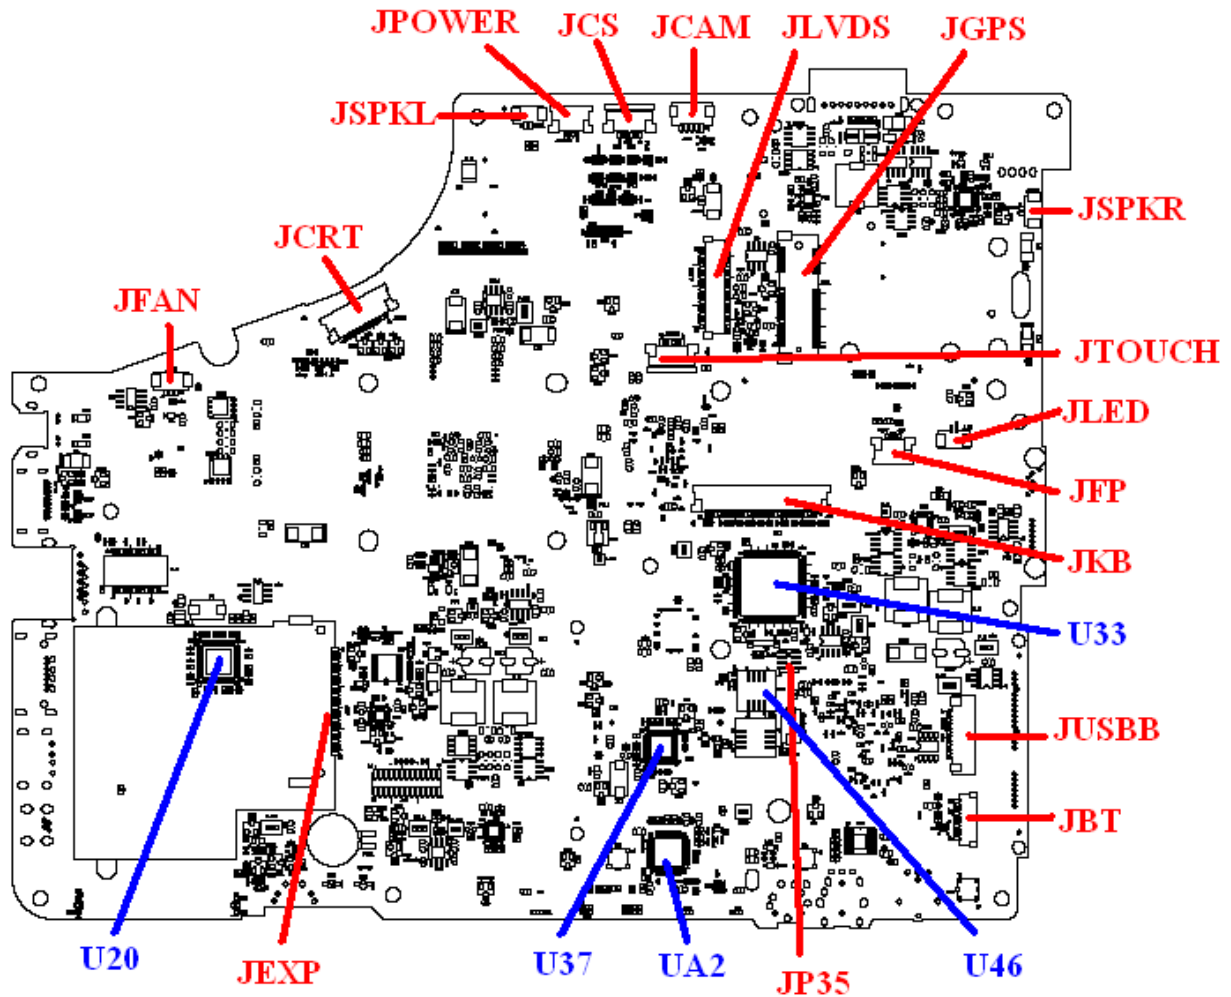 JPOWER JCS JCAM JLVDS JGPS
JSPKL
JSPKR
JCRT
JFAN
JTOUCH
JLED
JFP
JKB
U33
JUSBB
JBT
U20 JEXP U37 UA2 JP35 U46